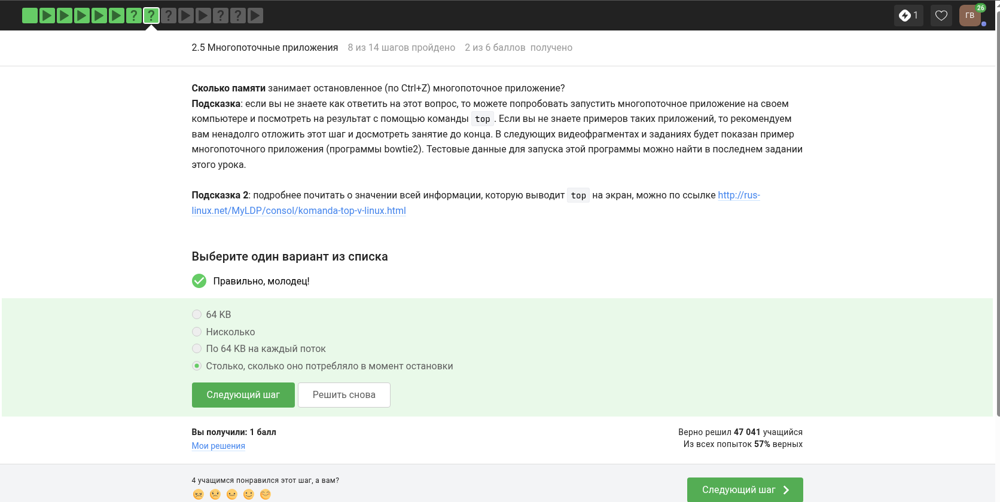 ? ? ? ? ?
1
ГВ
26
2.5 Многопоточные приложения 8 из 14 шагов пройдено 2 из 6 баллов получено
Сколько памяти занимает остановленное (по Ctrl+Z) многопоточное приложение?
Подсказка: если вы не знаете как ответить на этот вопрос, то можете попробовать запустить многопоточное приложение на своем
компьютере и посмотреть на результат с помощью команды top . Если вы не знаете примеров таких приложений, то рекомендуем
вам ненадолго отложить этот шаг и досмотреть занятие до конца. В следующих видеофрагментах и заданиях будет показан пример
многопоточного приложения (программы bowtie2). Тестовые данные для запуска этой программы можно найти в последнем задании
этого урока.
Подсказка 2: подробнее почитать о значении всей информации, которую выводит top на экран, можно по ссылке http://rus-
linux.net/MyLDP/consol/komanda-top-v-linux.html
Выберите один вариант из списка
Правильно, молодец!
64 KB
Нисколько
По 64 KB на каждый поток
Столько, сколько оно потребляло в момент остановки
Следующий шаг Решить снова
Вы получили: 1 балл
Мои решения
Верно решил 47 041 учащийся
Из всех попыток 57% верных
4 учащимся понравился этот шаг, а вам?
Следующий шаг